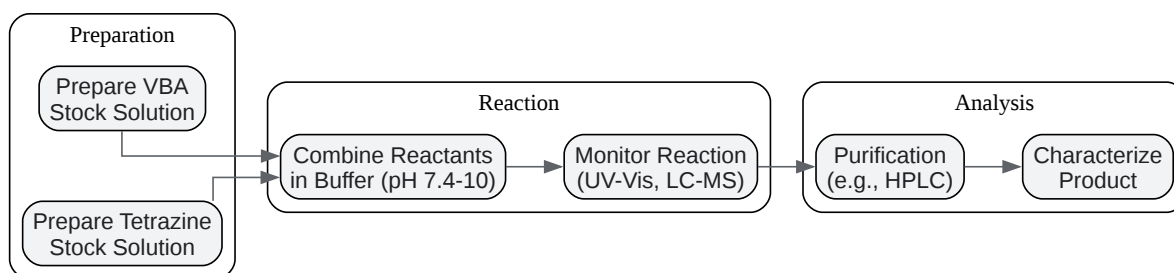 Preparation
Prepare VBA
Stock Solution
Prepare Tetrazine
Stock Solution
Reaction
Combine Reactants
in Buffer (pH 7.4-10)
Monitor Reaction
(UV-Vis, LC-MS)
Analysis
Purification
(e.g., HPLC)
Characterize
Product